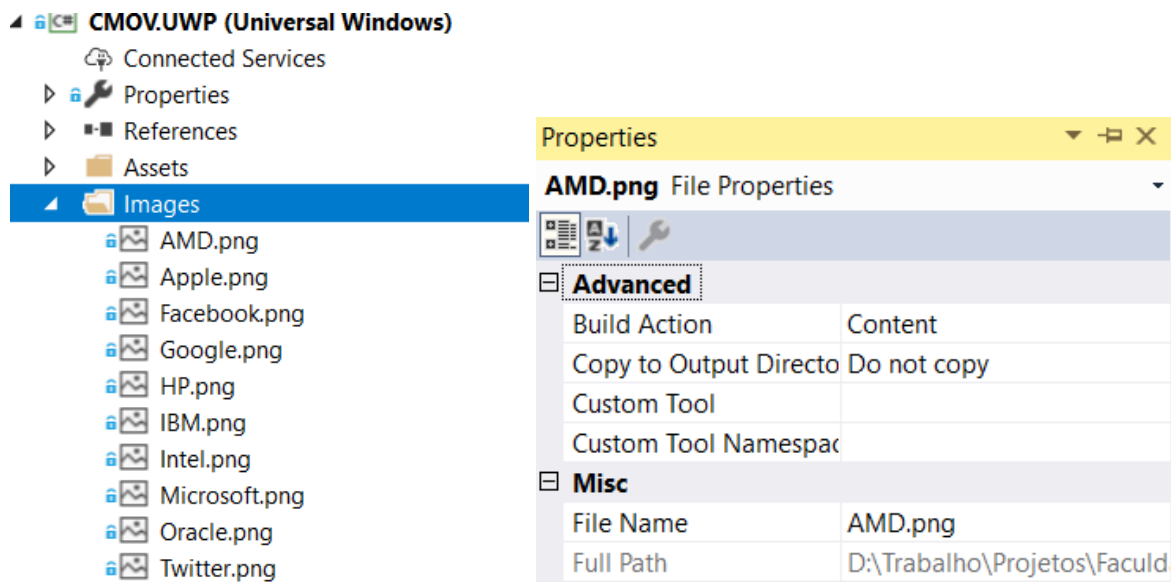 CMOV.UWP (Universal Windows)
Connected Services
Properties
References
Assets
Images
AMD.png
Apple.png
Facebook.png
Google.png
HP.png
IBM.png
Intel.png
Microsoft.png
Oracle.png
Twitter.png
Properties
AMD.png File Properties
Advanced
Build Action Content
Copy to Output Directo Do not copy
Custom Tool
Custom Tool Namespac
Misc
File Name AMD.png
Full Path D:\Trabalho\Projetos\Faculd